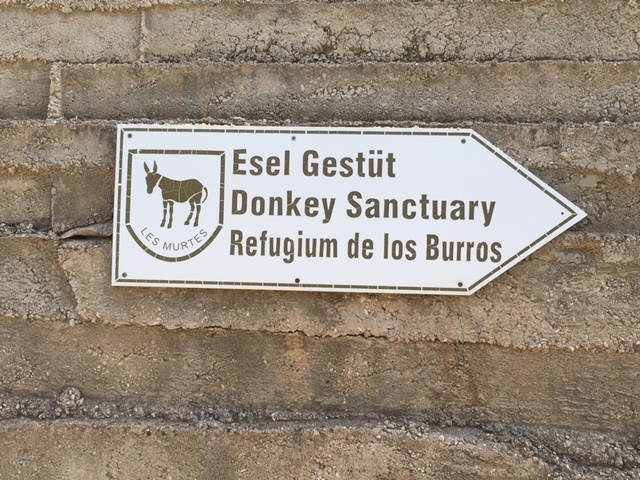 Esel Gestüt
Donkey Sanctuary
Refugium de los Burros
LES MURTES